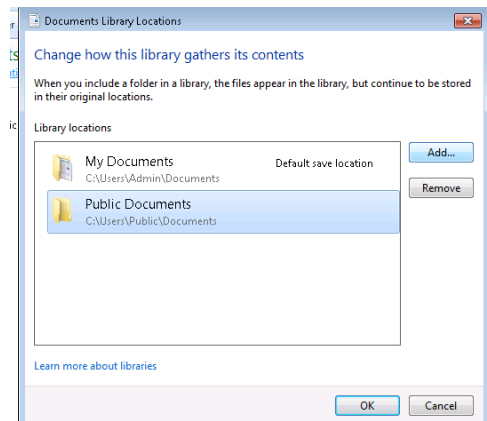 Documents Library Locations
Change how this library gathers its contents
When you include a folder in a library, the files appear in the library, but continue to be stored
in their original locations.
Library locations
My Documents Default save location
C:\Users\Admin\Documents
Public Documents
C:\Users\Public\Documents
Add...
Remove
Learn more about libraries
OK Cancel